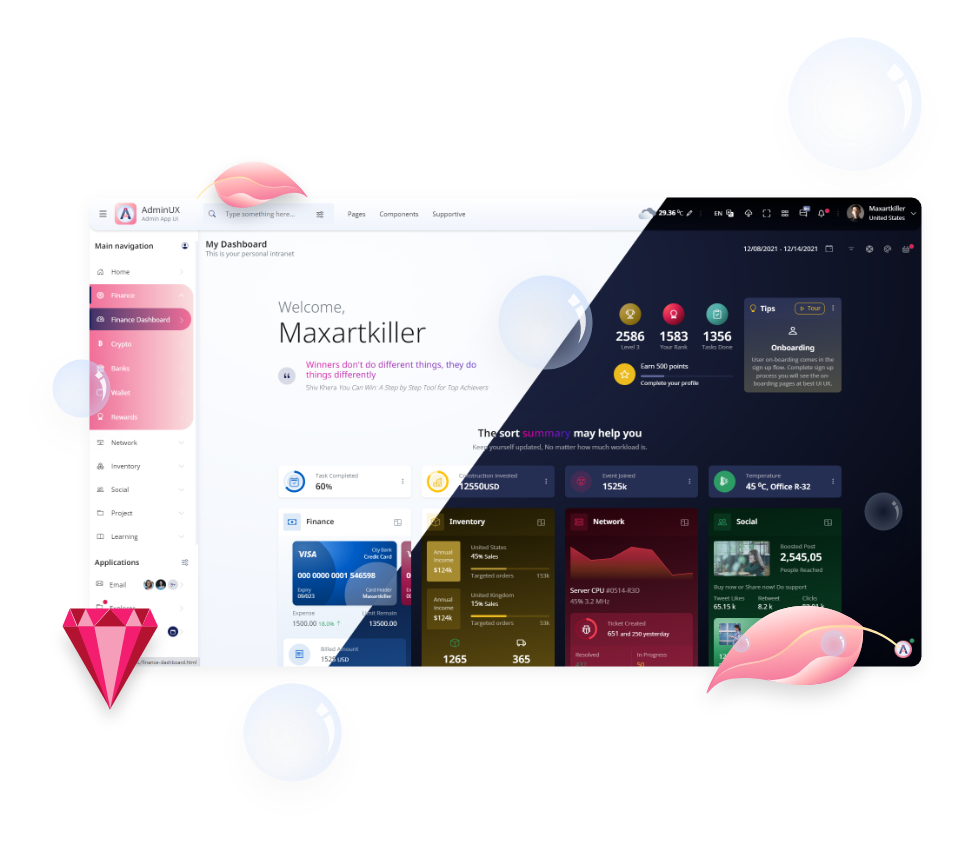 AdminUX
Admin App UI
Type something here...
Pages
Components
Supportive
29.36 °C
EN
Maxartkiller
United States
Main navigation
My Dashboard
This is your personal intranet
12/08/2021 - 12/14/2021
Home
Finance
Finance Dashboard
Crypto
Banks
Wallet
Rewards
Network
Inventory
Social
Project
Learning
Applications
Email
Welcome,
Maxartkiller
Winners don't do different things, they do
things differently
Shiv Khera You Can Win: A Step by Step Tool for Top Achievers
2586
Level 3
1583
Your Rank
1356
Tasks Done
Earn 500 points
Complete your profile
Tips
Tour
Onboarding
User on-boarding comes in the
sign up flow. Complete sign up
process you will see the on-
boarding pages at best UI UX.
The sort summary may help you
Keep yourself updated, No matter how much workload is.
Task Completed
60%
Construction Invested
12550USD
Event Joined
1525k
Temperature
45 ⁰C, Office R-32
Finance
VISA
City Bank
Credit Card
000 0000 0001 546598
Expiry
09/023
Card Holder
Maxartkiller
Expense
1500.00 18.0% ↑
Limit Remain
13500.00
Billed Amount
1525 USD
Inventory
Annual
Income
$124k
United States
45% Sales
Targeted orders
153k
Annual
Income
$124k
United Kingdom
15% Sales
Targeted orders
53k
1265
365
Network
Server CPU #0514-R3D
45% 3.2 MHz
Ticket Created
651 and 250 yesterday
Resolved
In Progress
Social
Boosted Post
2,545,05
People Reached
Buy now or Share now! Do support
Tweet Likes
65.15 k
Retweet
8.2 k
Clicks
/finance-dashboard.html